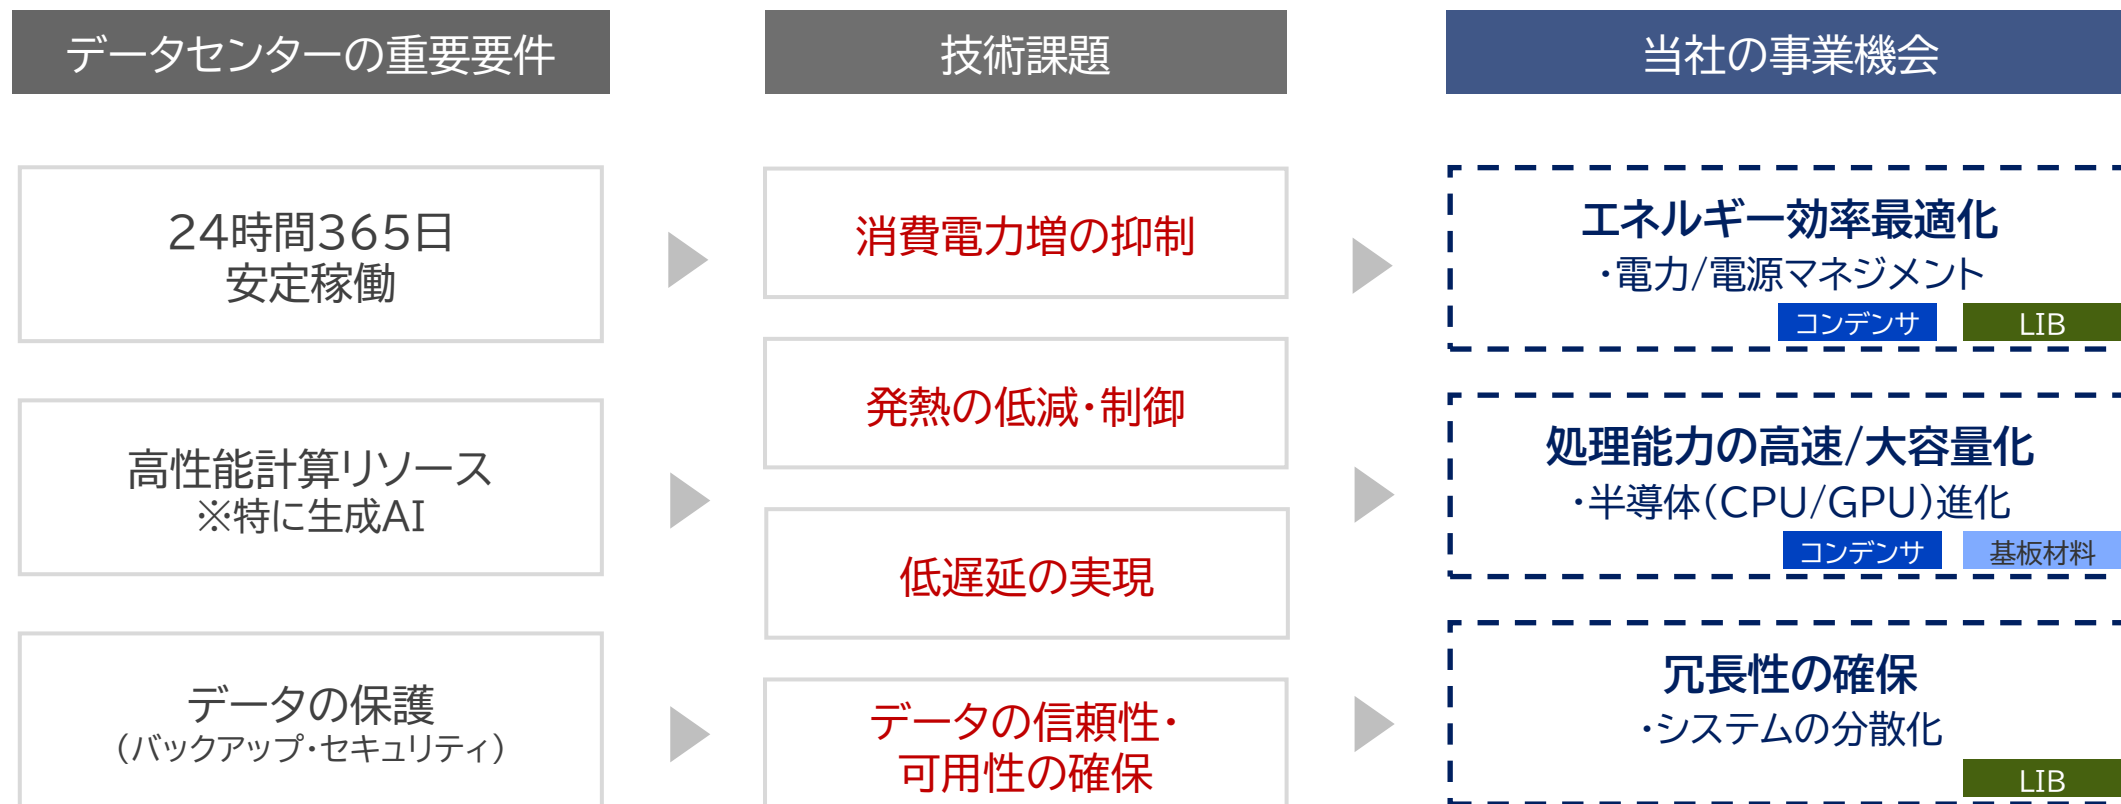 データセンターの重要要件
技術課題
当社の事業機会
24時間365日
安定稼働
高性能計算リソース
※特に生成AI
データの保護
（バックアップ・セキュリティ）
消費電力増の抑制
発熱の低減・制御
低遅延の実現
データの信頼性・
可用性の確保
エネルギー効率最適化
・電力/電源マネジメント
コンデンサ
LIB
処理能力の高速/大容量化
・半導体(CPU/GPU)進化
コンデンサ
基板材料
冗長性の確保
・システムの分散化
LIB